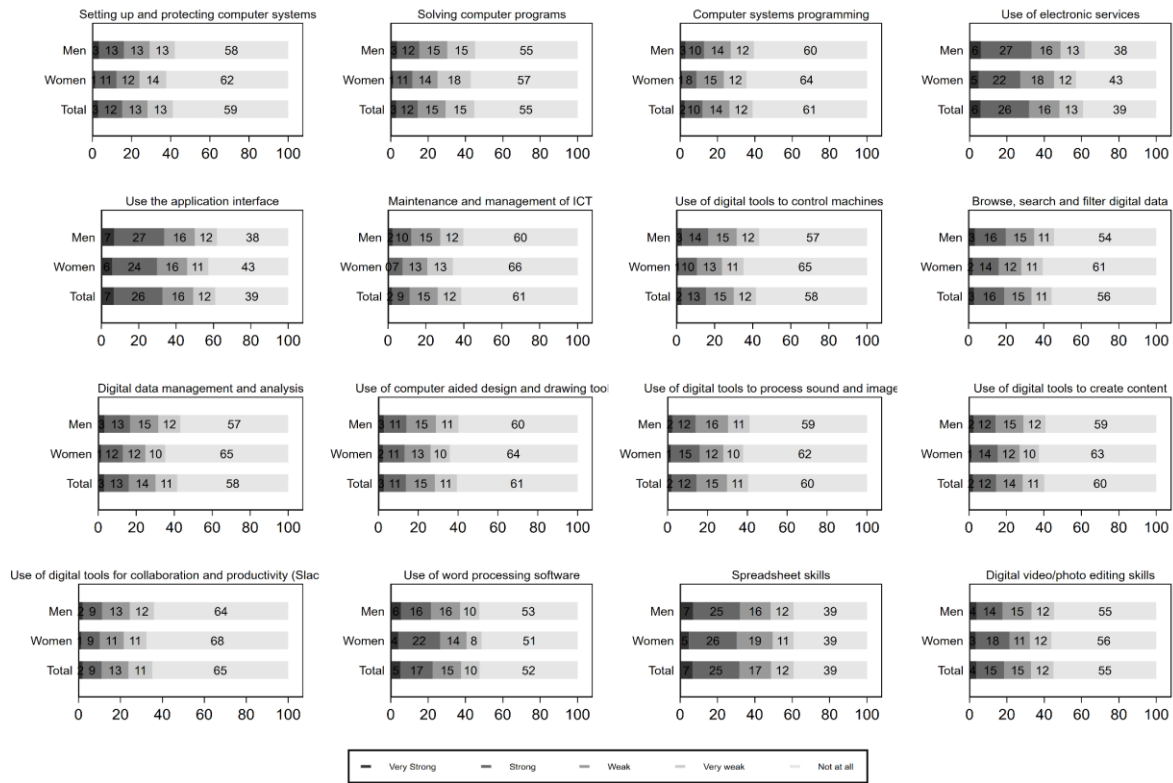 Setting up and protecting computer systems
Men 3 13 13 13 58
Women 1 11 12 14 62
Total 3 12 15 13 59
0 20 40 60 80 100
Solving computer programs
Men 3 12 15 15 55
Women 1 11 14 18 57
Total 3 12 15 15 55
0 20 40 60 80 100
Computer systems programming
Men 3 10 14 12 60
Women 1 8 15 12 64
Total 2 10 14 12 61
0 20 40 60 80 100
Use of electronic services
Men 6 27 16 13 38
Women 5 22 18 12 43
Total 6 26 16 13 39
0 20 40 60 80 100
Use the application interface
Men 7 27 16 12 38
Women 6 24 16 11 43
Total 7 26 16 12 39
0 20 40 60 80 100
Maintenance and management of ICT
Men 2 10 15 12 60
Women 0 7 13 13 66
Total 2 9 15 12 61
0 20 40 60 80 100
Use of digital tools to control machines
Men 3 14 15 12 57
Women 1 10 13 11 65
Total 2 13 15 12 58
0 20 40 60 80 100
Browse, search and filter digital data
Men 3 16 15 11 54
Women 2 14 12 11 61
Total 3 16 15 11 56
0 20 40 60 80 100
Digital data management and analysis
Men 3 13 15 12 57
Women 1 12 12 10 65
Total 3 13 14 11 58
0 20 40 60 80 100
Use of computer aided design and drawing tool
Men 3 11 15 11 60
Women 2 11 13 10 64
Total 3 11 15 11 61
0 20 40 60 80 100
Use of digital tools to process sound and image
Men 2 12 16 11 59
Women 1 15 12 10 62
Total 2 12 15 11 60
0 20 40 60 80 100
Use of digital tools to create content
Men 2 12 15 12 59
Women 1 14 12 10 63
Total 2 12 14 11 60
0 20 40 60 80 100
Use of digital tools for collaboration and productivity (Slac
Men 2 9 13 12 64
Women 1 9 11 11 68
Total 2 9 13 11 65
0 20 40 60 80 100
Use of word processing software
Men 6 16 16 10 53
Women 4 22 14 8 51
Total 5 17 15 10 52
0 20 40 60 80 100
Spreadsheet skills
Men 7 25 16 12 39
Women 5 26 19 11 39
Total 7 25 17 12 39
0 20 40 60 80 100
Digital video/photo editing skills
Men 4 14 15 12 55
Women 3 18 11 12 56
Total 4 15 15 12 55
0 20 40 60 80 100
Very Strong Strong Weak Very weak Not at all